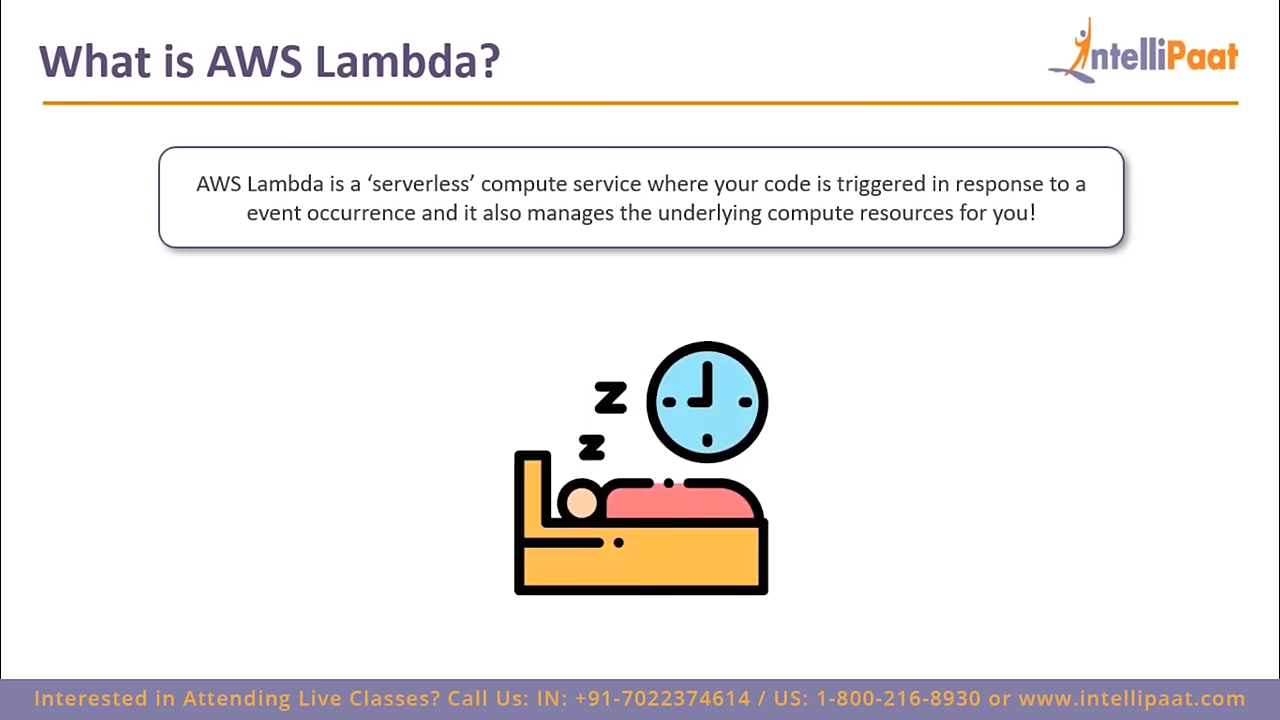 What is AWS Lambda?
IntelliPaat
AWS Lambda is a ‘serverless’ compute service where your code is triggered in response to a
event occurrence and it also manages the underlying compute resources for you!
z
z
Interested in Attending Live Classes? Call Us: IN: +91-7022374614 / US: 1-800-216-8930 or www.intellipaat.com